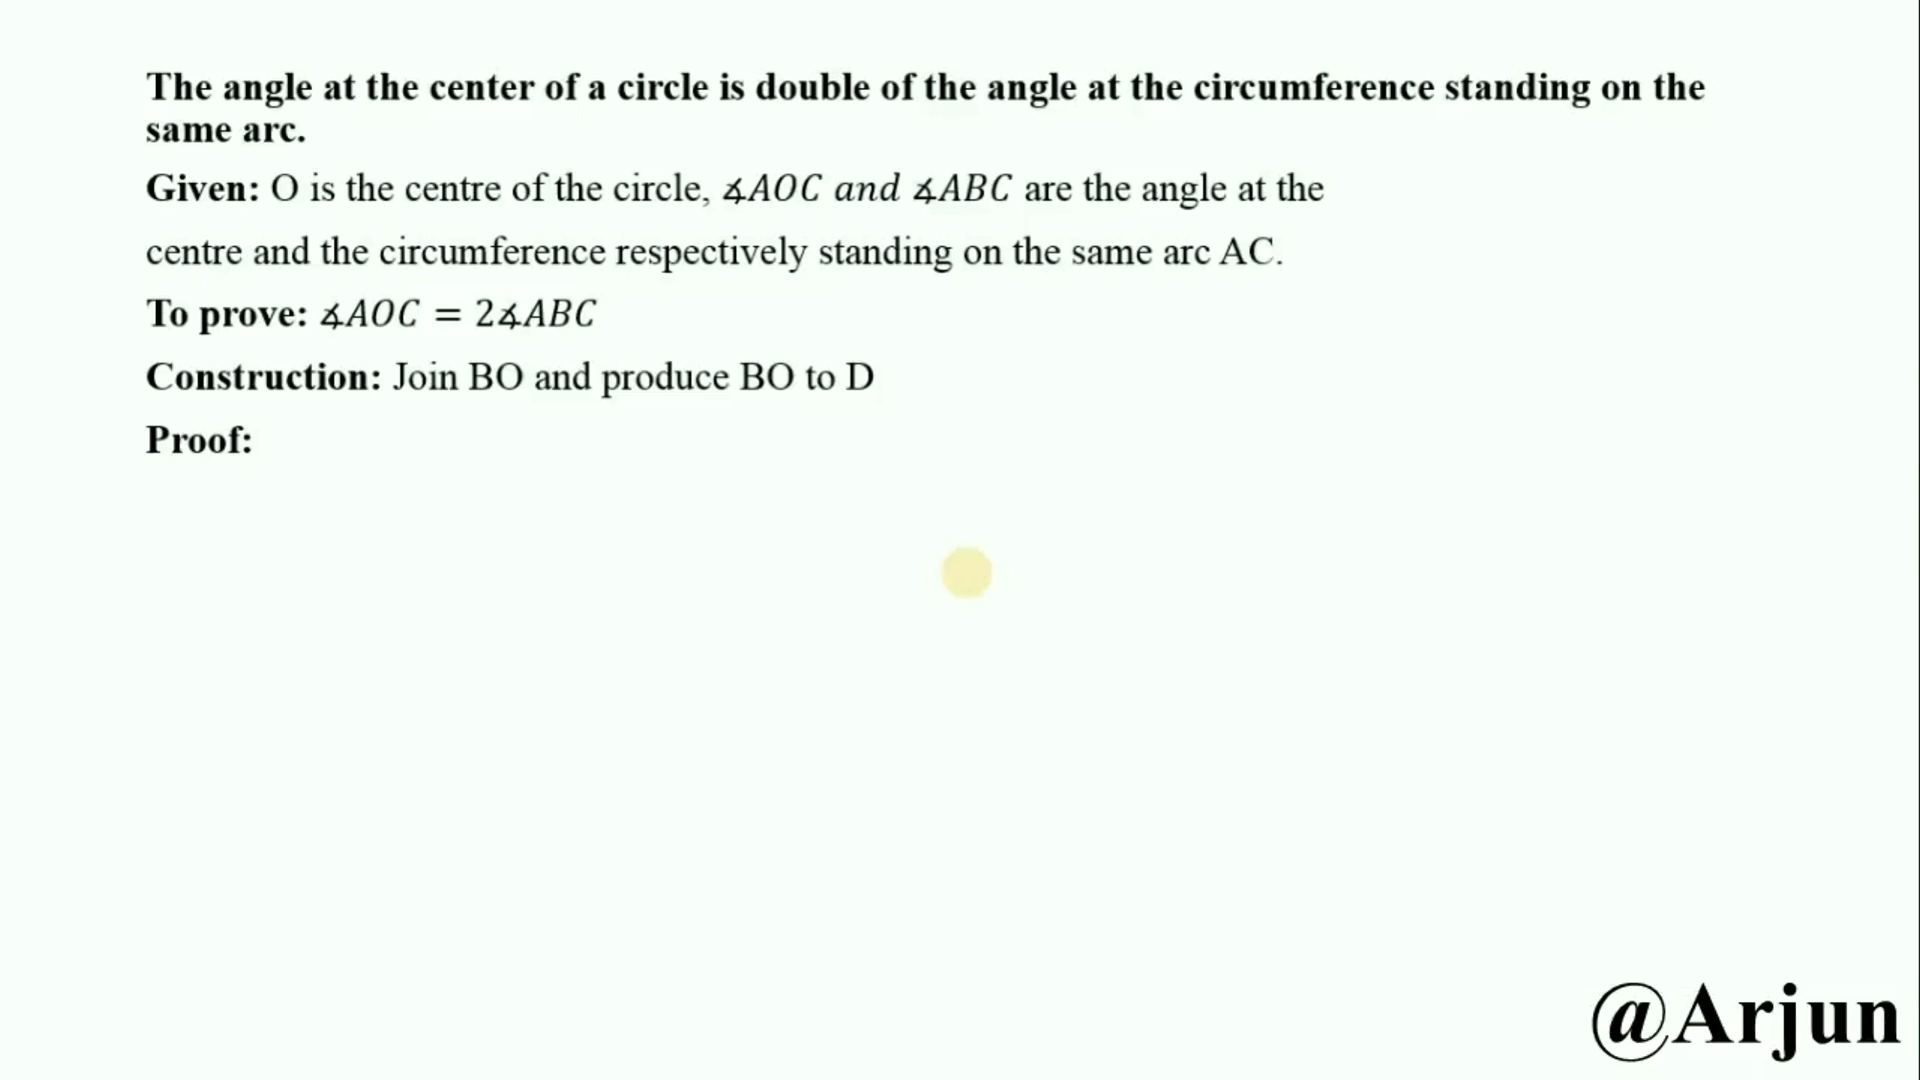 The angle at the center of a circle is double of the angle at the circumference standing on the
same arc.
Given: O is the centre of the circle, ∡AOC and ∡ABC are the angle at the
centre and the circumference respectively standing on the same arc AC.
To prove: ∡AOC = 2∡ABC
Construction: Join BO and produce BO to D
Proof:
@Arjun